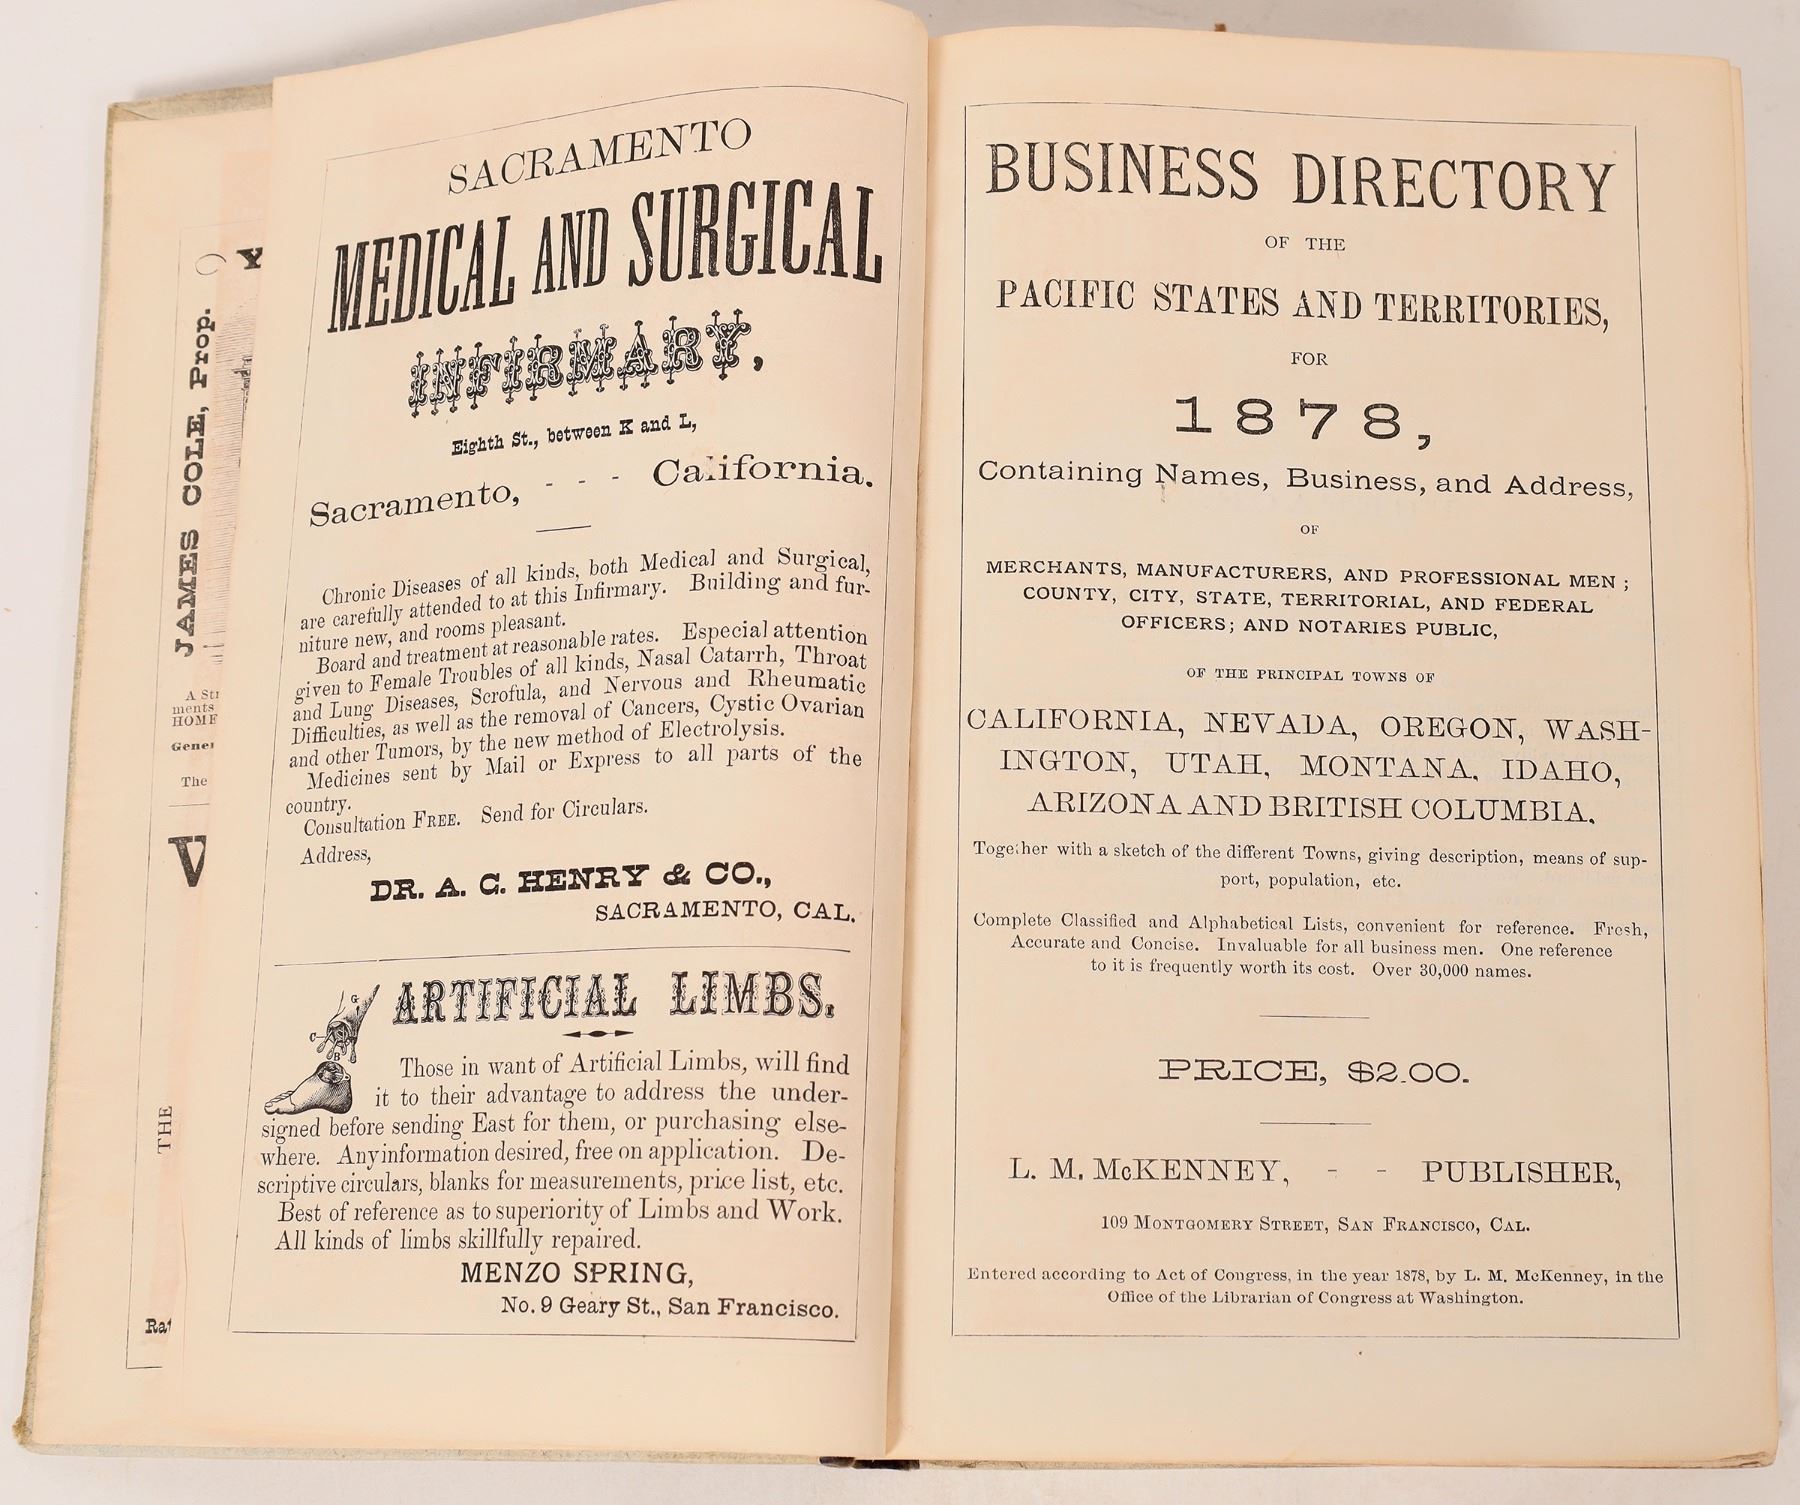 JAMES COLE, Prop.
Y
A
ments
HOME
The
V
THE
SACRAMENTO
MEDICAL AND SURGICAL
INFIRMARY,
Eighth St., between K and L,
Sacramento, - - - California.
Chronic Diseases of all kinds, both Medical and Surgical,
are carefully attended to at this Infirmary. Building and fur-
niture new, and rooms pleasant.
Board and treatment at reasonable rates. Especial attention
given to Female Troubles of all kinds, Nasal Catarrh, Throat
and Lung Diseases, Scrofula, and Nervous and Rheumatic
Difficulties, as well as the removal of Cancers, Cystic Ovarian
and other Tumors, by the new method of Electrolysis.
Medicines sent by Mail or Express to all parts of the
country.
Consultation FREE. Send for Circulars.
Address,
DR. A. C. HENRY & CO.,
SACRAMENTO, CAL.
ARTIFICIAL LIMBS.
G
C
B
Those in want of Artificial Limbs, will find
it to their advantage to address the under-
signed before sending East for them, or purchasing else-
where. Any information desired, free on application. De-
scriptive circulars, blanks for measurements, price list, etc.
Best of reference as to superiority of Limbs and Work.
All kinds of limbs skillfully repaired.
MENZO SPRING,
No. 9 Geary St., San Francisco.
BUSINESS DIRECTORY
OF THE
PACIFIC STATES AND TERRITORIES,
FOR
1878,
Containing Names, Business, and Address,
OF
MERCHANTS, MANUFACTURERS, AND PROFESSIONAL MEN;
COUNTY, CITY, STATE, TERRITORIAL, AND FEDERAL
OFFICERS; AND NOTARIES PUBLIC,
OF THE PRINCIPAL TOWNS OF
CALIFORNIA, NEVADA, OREGON, WASH-
INGTON, UTAH, MONTANA, IDAHO,
ARIZONA AND BRITISH COLUMBIA.
Together with a sketch of the different Towns, giving description, means of sup-
port, population, etc.
Complete Classified and Alphabetical Lists, convenient for reference. Fresh,
Accurate and Concise. Invaluable for all business men. One reference
to it is frequently worth its cost. Over 30,000 names.
PRICE, $2.00.
L. M. McKENNEY, - - PUBLISHER,
109 MONTGOMERY STREET, SAN FRANCISCO, CAL.
Entered according to Act of Congress, in the year 1878, by L. M. McKenney, in the
Office of the Librarian of Congress at Washington.